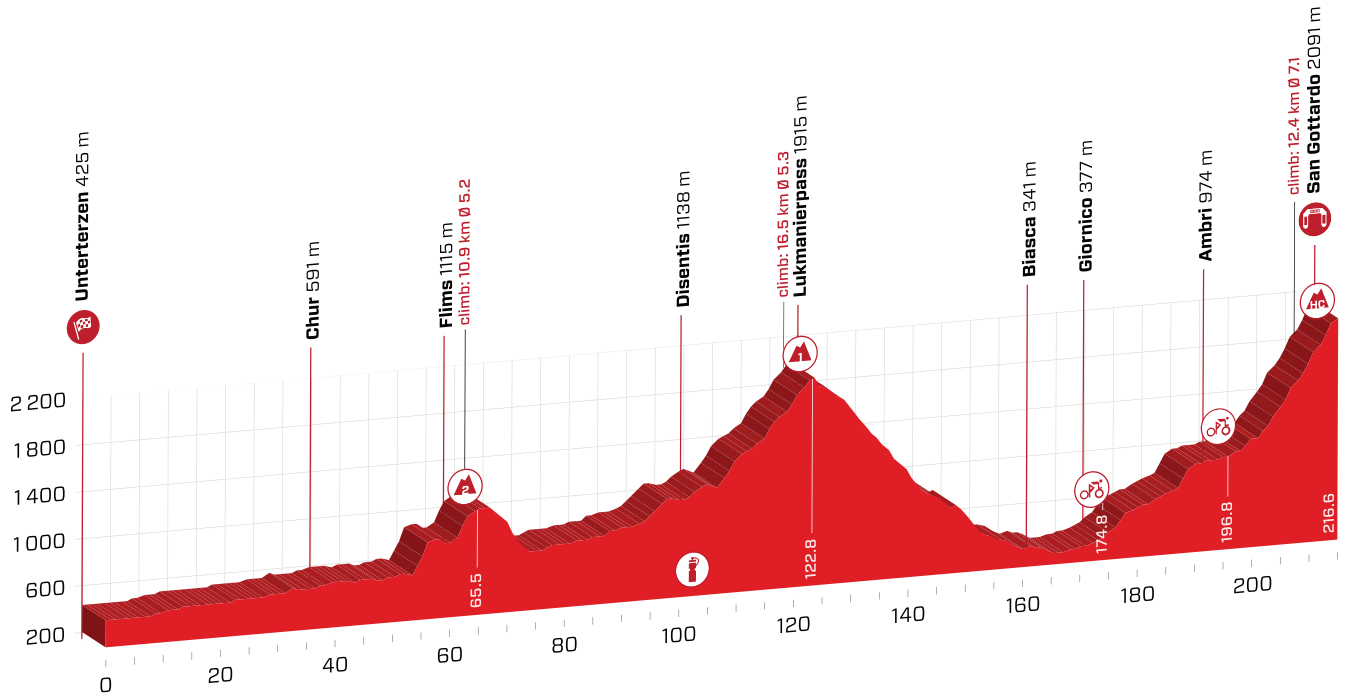 Unterterzen 425 m
Chur 591 m
Flims 1115 m
climb: 10.9 km Ø 5.2
Disentis 1138 m
climb: 16.5 km Ø 5.3
Lukmanierpass 1915 m
Biasca 341 m
Giornico 377 m
Ambri 974 m
climb: 12.4 km Ø 7.1
San Gottardo 2091 m
2 200
1800
1400
1000
600
200
2
1
HC
65.5
122.8
174.8
196.8
216.6
0
20
40
60
80
100
120
140
160
180
200